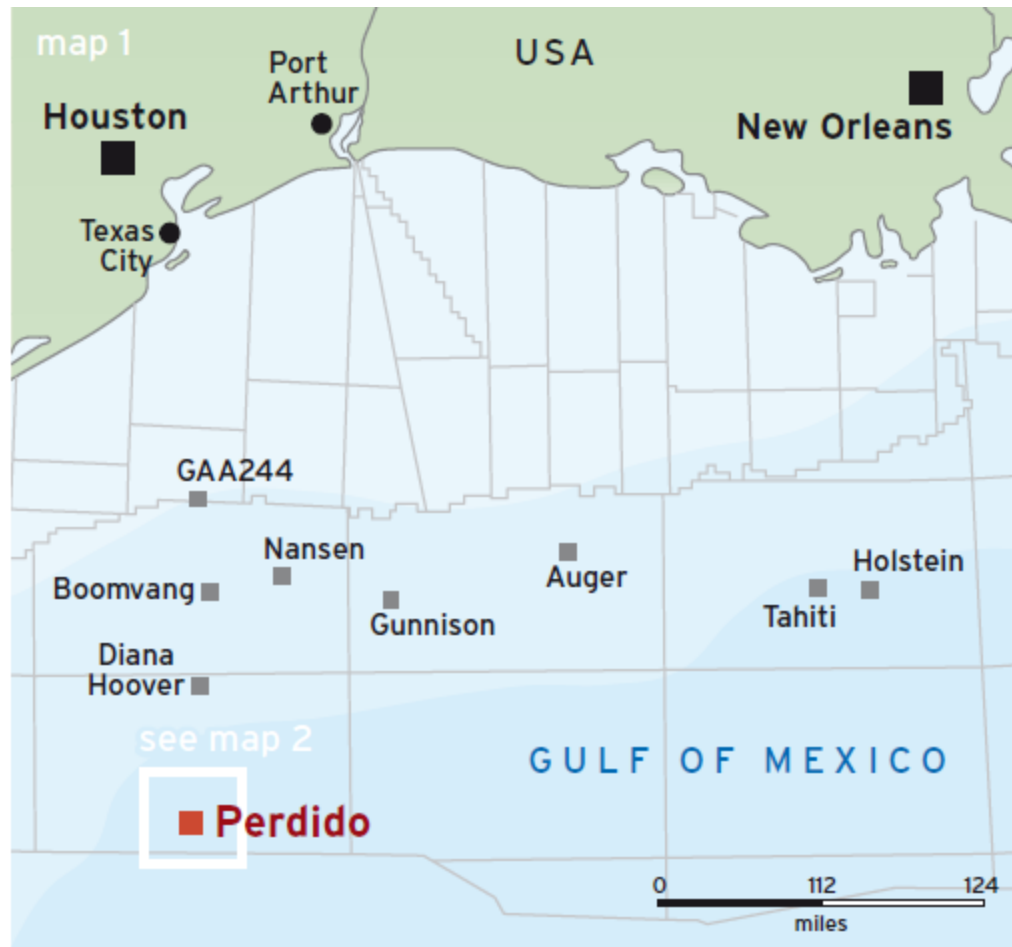 map 1
USA
Port
Arthur
Houston
New Orleans
Texas
City
GAA244
Nansen
Boomvang
Auger
Gunnison
Holstein
Tahiti
Diana
Hoover
see map 2
GULF OF MEXICO
Perdido
0 112 124
miles